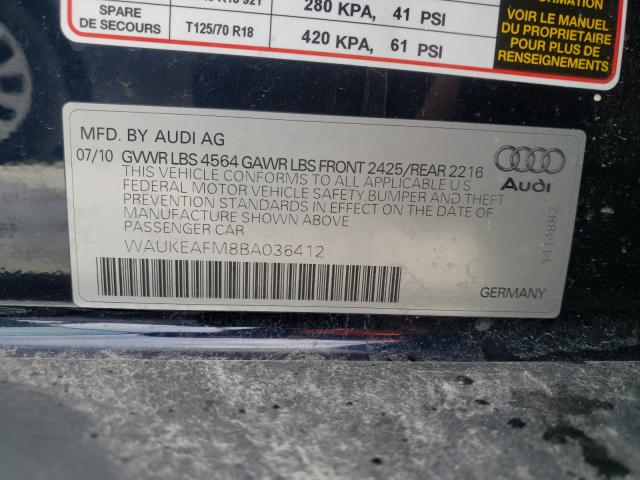 280 KPA, 41 PSI
SPARE
DE SECOURS T125/70 R18 420 KPA, 61 PSI
VOIR LE MANUEL
DU PROPRIÉTAIRE
POUR PLUS DE
RENSEIGNEMENTS
MFD. BY AUDI AG
07/10 GVWR LBS 4564 GAWR LBS FRONT 2425/REAR 2216
THIS VEHICLE CONFORMS TO ALL APPLICABLE U S
FEDERAL MOTOR VEHICLE SAFETY BUMPER AND THEFT
PREVENTION STANDARDS IN EFFECT ON THE DATE OF
MANUFACTURE SHOWN ABOVE
PASSENGER CAR
WAUKEAFM8BA036412
Audi
3414882
GERMANY